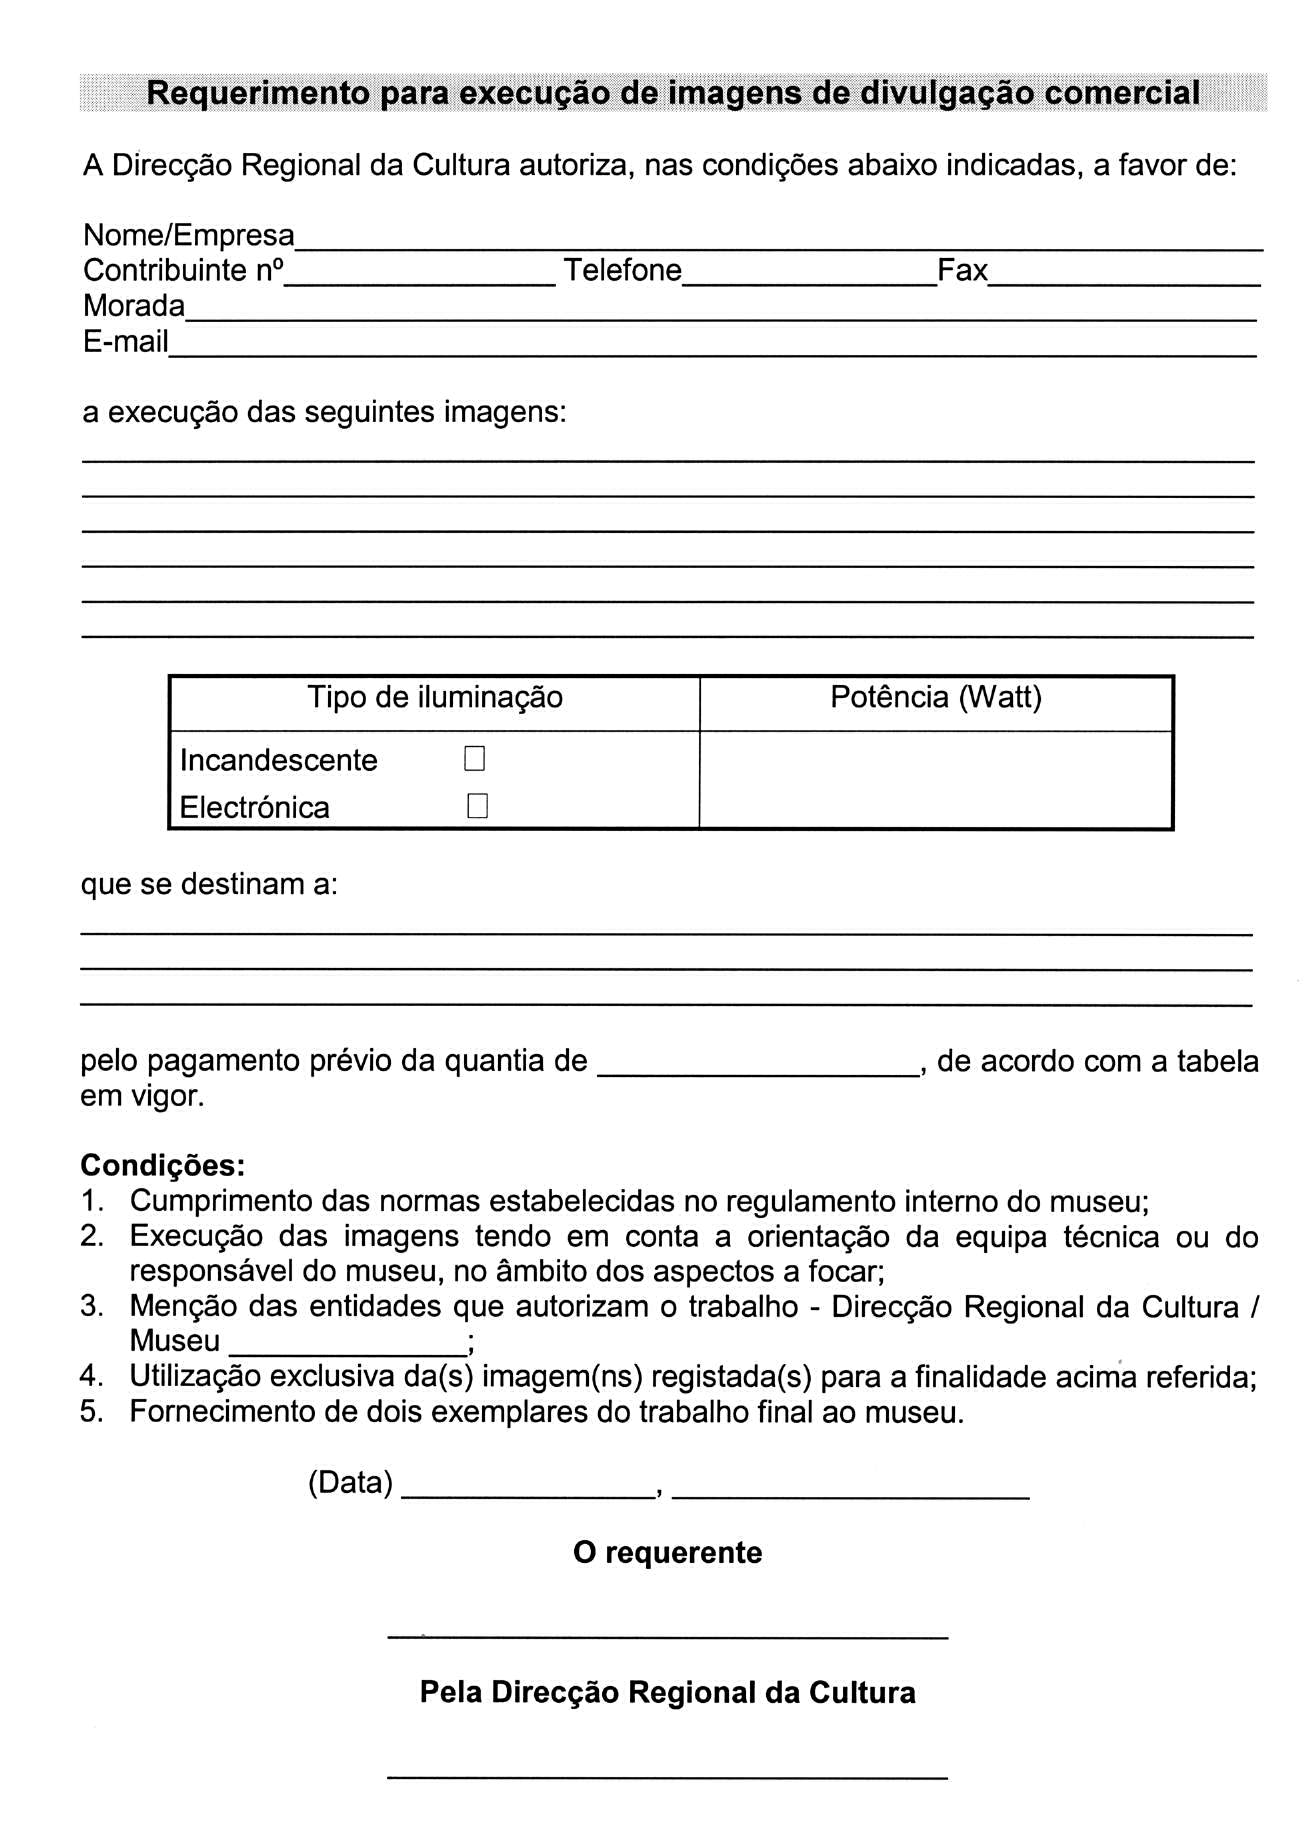 Requerimento para execução de imagens de divulgação comercial
A Direcção Regional da Cultura autoriza, nas condições abaixo indicadas, a favor de:
Nome/Empresa
Contribuinte nº Telefone Fax
Morada
E-mail
a execução das seguintes imagens:
Tipo de iluminação Potência (Watt)
Incandescente
Electrónica
que se destinam a:
pelo pagamento prévio da quantia de , de acordo com a tabela
em vigor.
Condições:
1. Cumprimento das normas estabelecidas no regulamento interno do museu;
2. Execução das imagens tendo em conta a orientação da equipa técnica ou do
responsável do museu, no âmbito dos aspectos a focar;
3. Menção das entidades que autorizam o trabalho - Direcção Regional da Cultura /
Museu ;
4. Utilização exclusiva da(s) imagem(ns) registada(s) para a finalidade acima referida;
5. Fornecimento de dois exemplares do trabalho final ao museu.
(Data) ,
O requerente
Pela Direcção Regional da Cultura